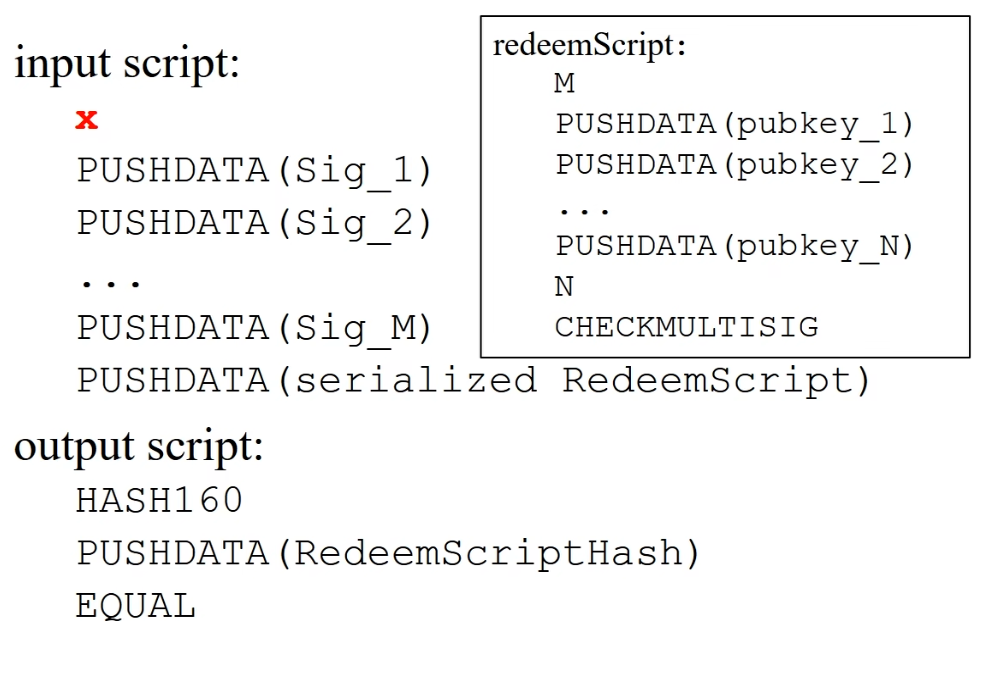 input script:
x
PUSHDATA(Sig_1)
PUSHDATA(Sig_2)
...
PUSHDATA(Sig_M)
PUSHDATA(serialized RedeemScript)
redeemScript:
M
PUSHDATA(pubkey_1)
PUSHDATA(pubkey_2)
...
PUSHDATA(pubkey_N)
N
CHECKMULTISIG
output script:
HASH160
PUSHDATA(RedeemScriptHash)
EQUAL